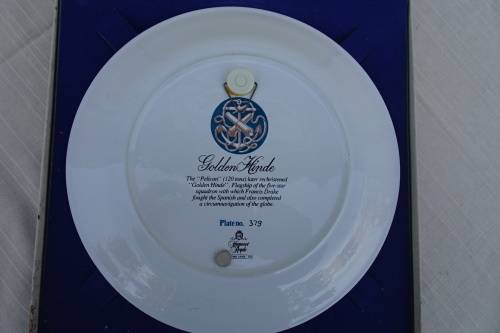 Golden Hinde
The "Pelican" (120 tons) later rechristened
"Golden Hinde". Flagship of the five-star
squadron with which Francis Drake
fought the Spanish and also completed
a circumnavigation of the globe.
Plate no. 379